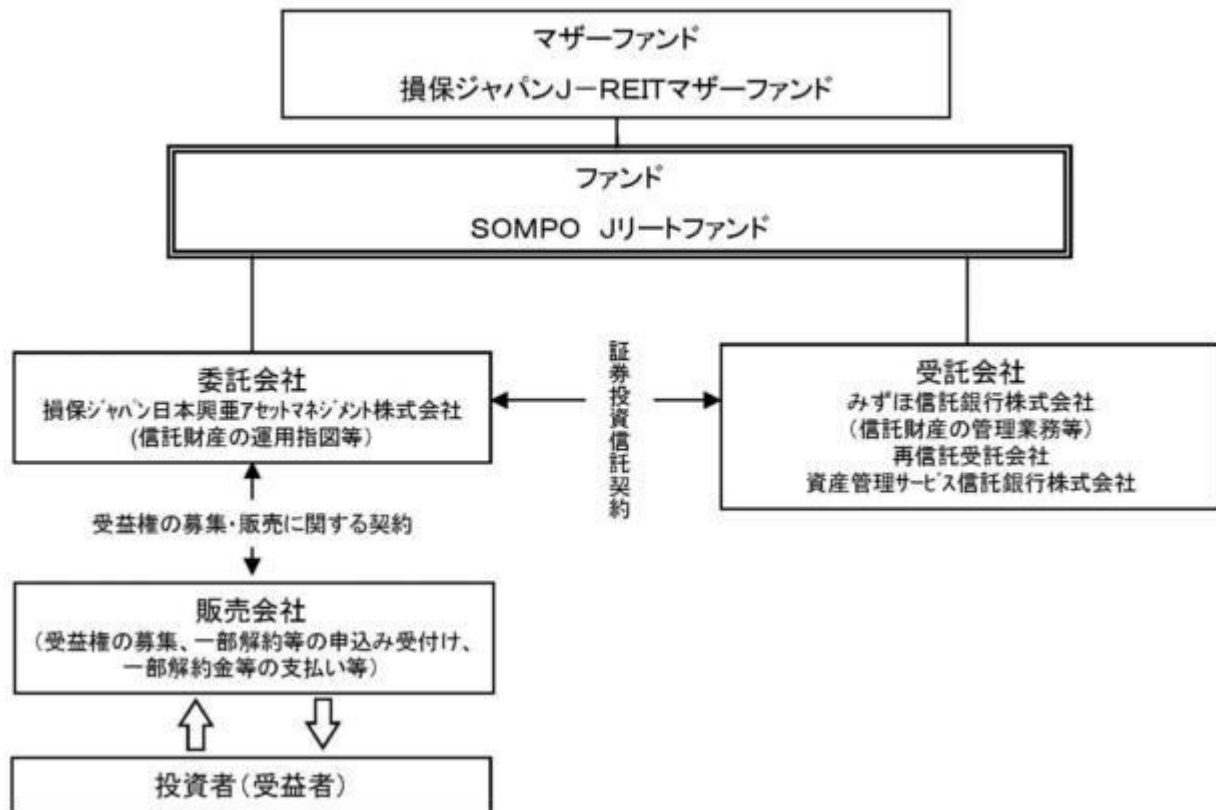 マザーファンド
損保ジャパンJ－REITマザーファンド
ファンド
SOMPO Jリートファンド
委託会社
損保ｼﾞｬﾊﾟﾝ日本興亜ｱｾｯﾄﾏﾈｼﾞﾒﾝﾄ株式会社
(信託財産の運用指図等）
証券投資信託契約
受託会社
みずほ信託銀行株式会社
（信託財産の管理業務等）
再信託受託会社
資産管理ｻｰﾋﾞｽ信託銀行株式会社
受益権の募集・販売に関する契約
販売会社
（受益権の募集、一部解約等の申込み受付け、
一部解約金等の支払い等）
投資者（受益者）